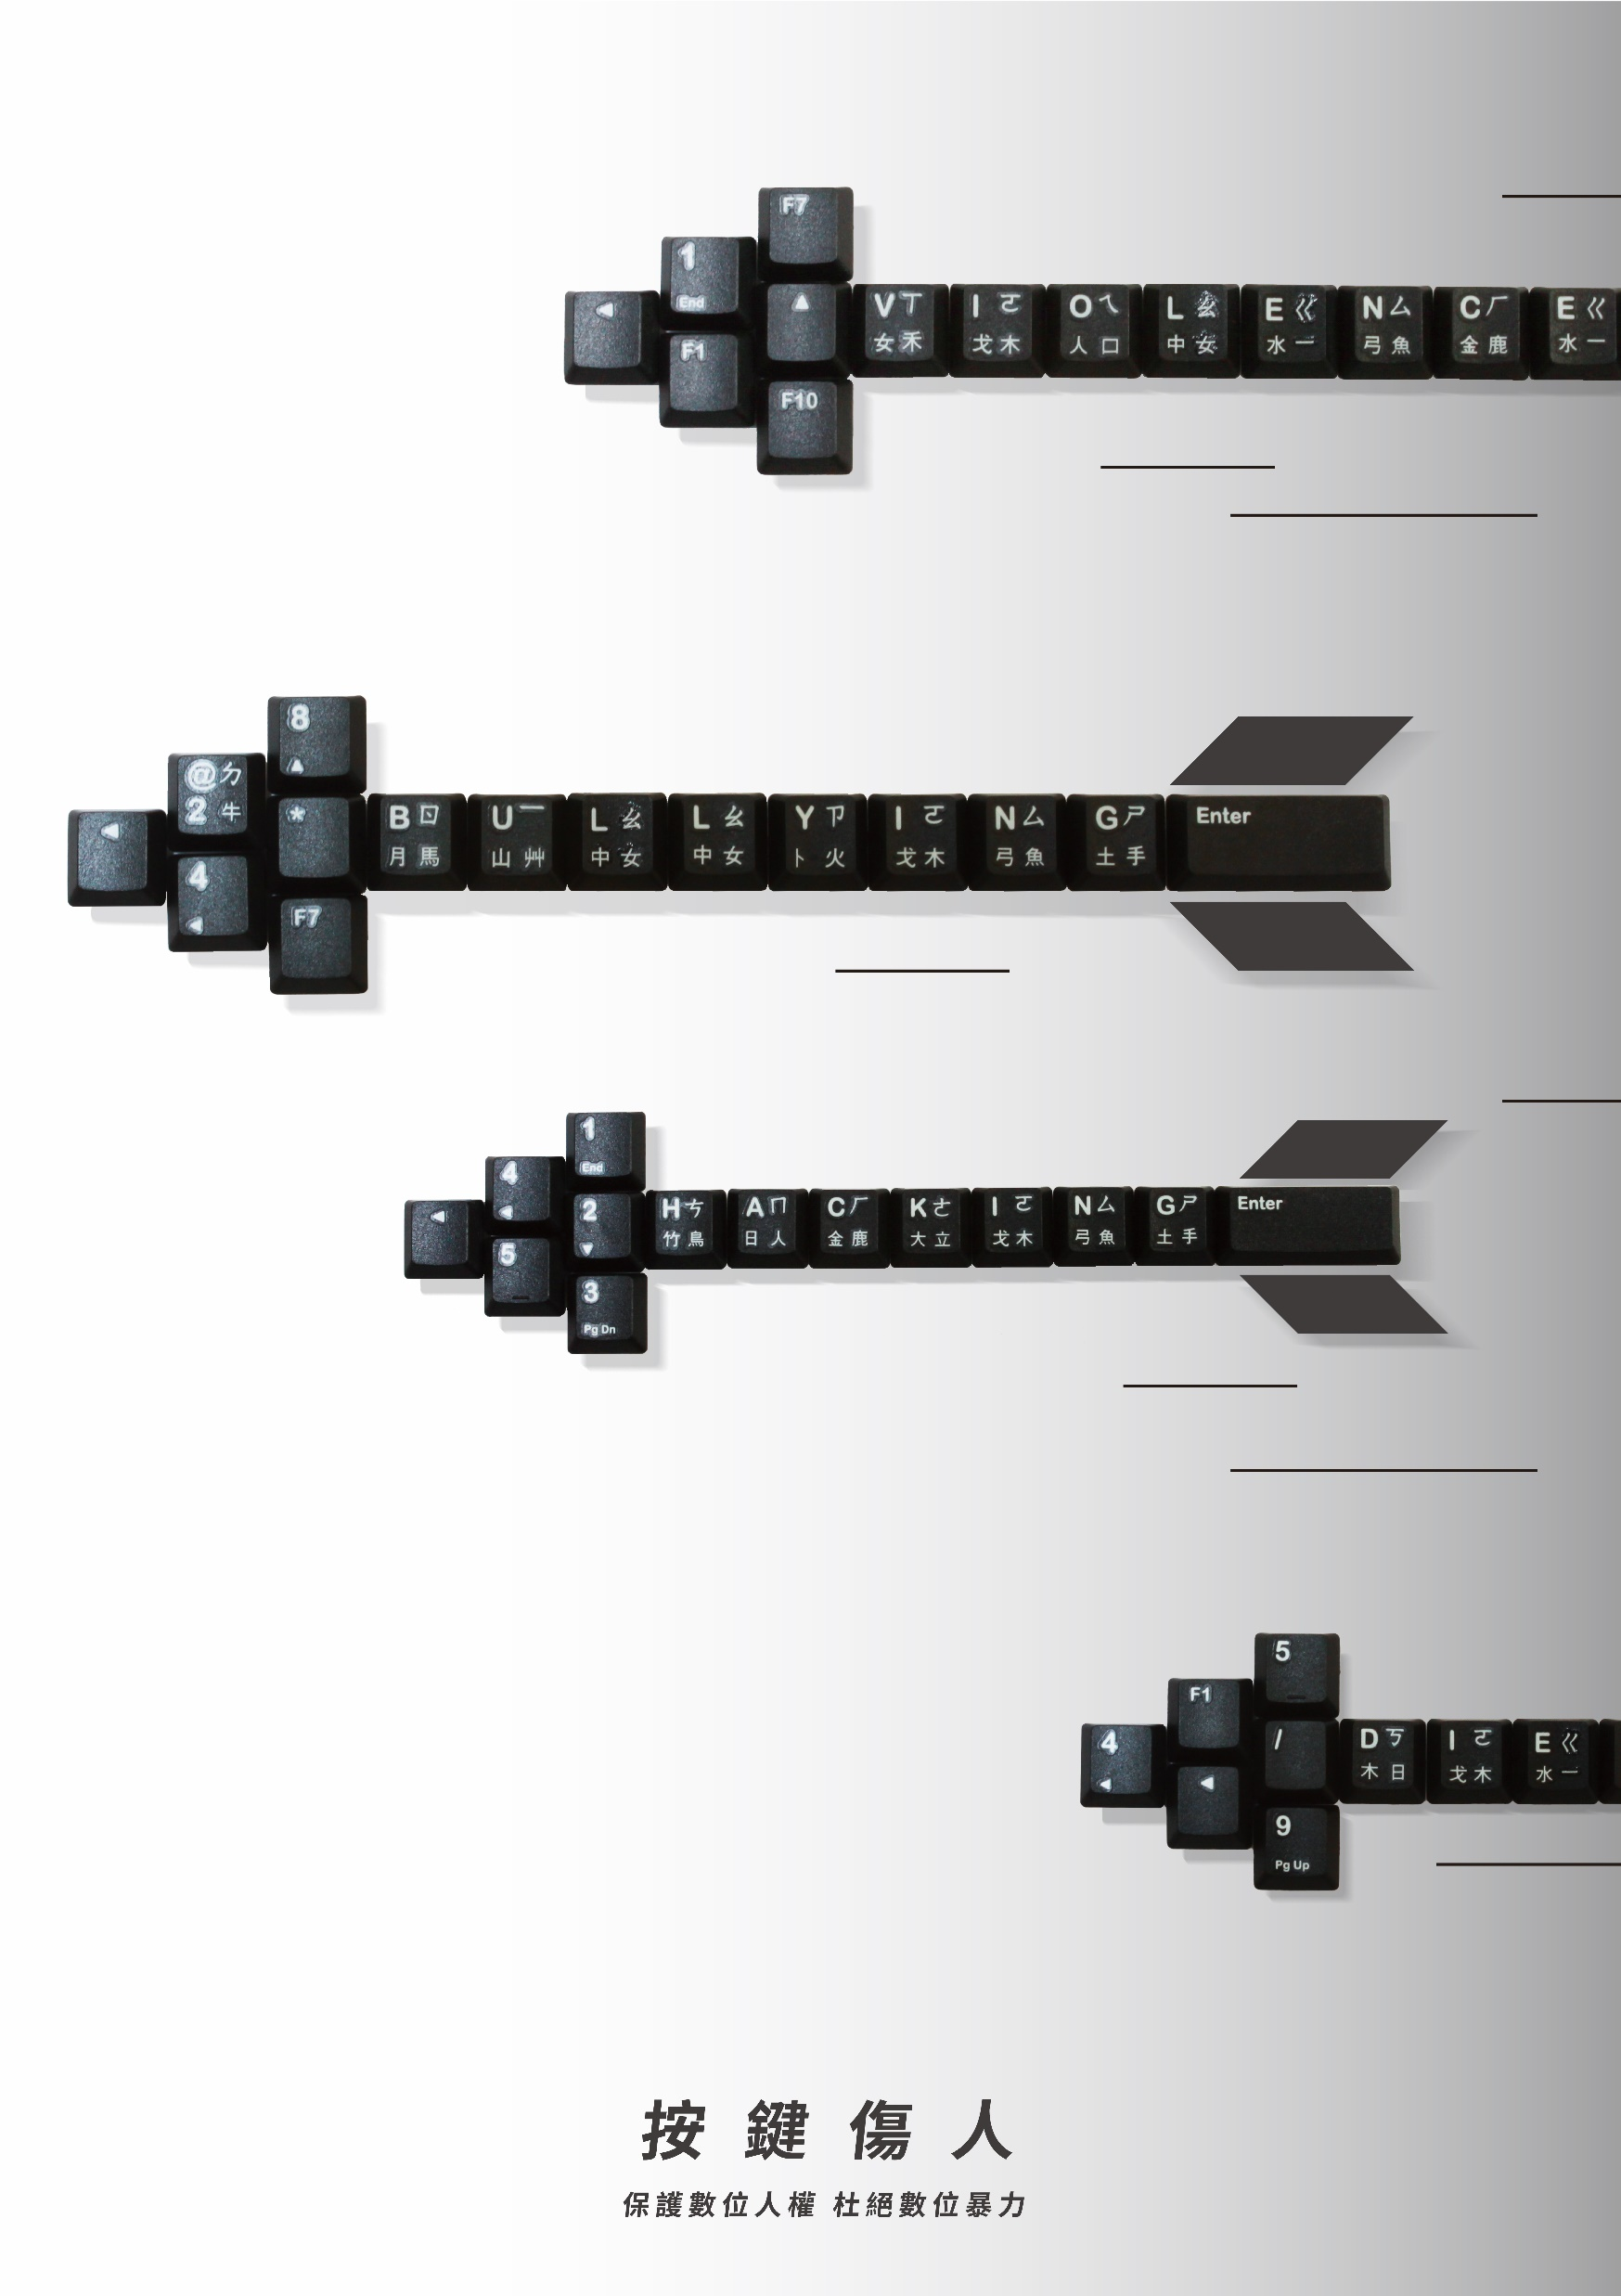 F7
1
End
F1
F10
V ㄒ 女 禾
I ㄛ 戈 木
O ㄟ 人 口
L ㄠ 中 女
E ㄍ 水 一
N ㄙ 弓 魚
C ㄏ 金 鹿
E ㄍ 水 一
8
@ ㄉ
2 牛
*
4
F7
B ㄖ 月 馬
U ㄧ 山 艸
L ㄠ 中 女
L ㄠ 中 女
Y ㄗ 卜 火
I ㄛ 戈 木
N ㄙ 弓 魚
G ㄕ 土 手
Enter
1
End
4
2
5
3
Pg Dn
H ㄘ 竹 鳥
A ㄇ 日 人
C ㄏ 金 鹿
K ㄜ 大 立
I ㄛ 戈 木
N ㄙ 弓 魚
G ㄕ 土 手
Enter
5
F1
4
/
9
Pg Up
D ㄎ 木 日
I ㄛ 戈 木
E ㄍ 水 一
按鍵傷人
保護數位人權 杜絕數位暴力